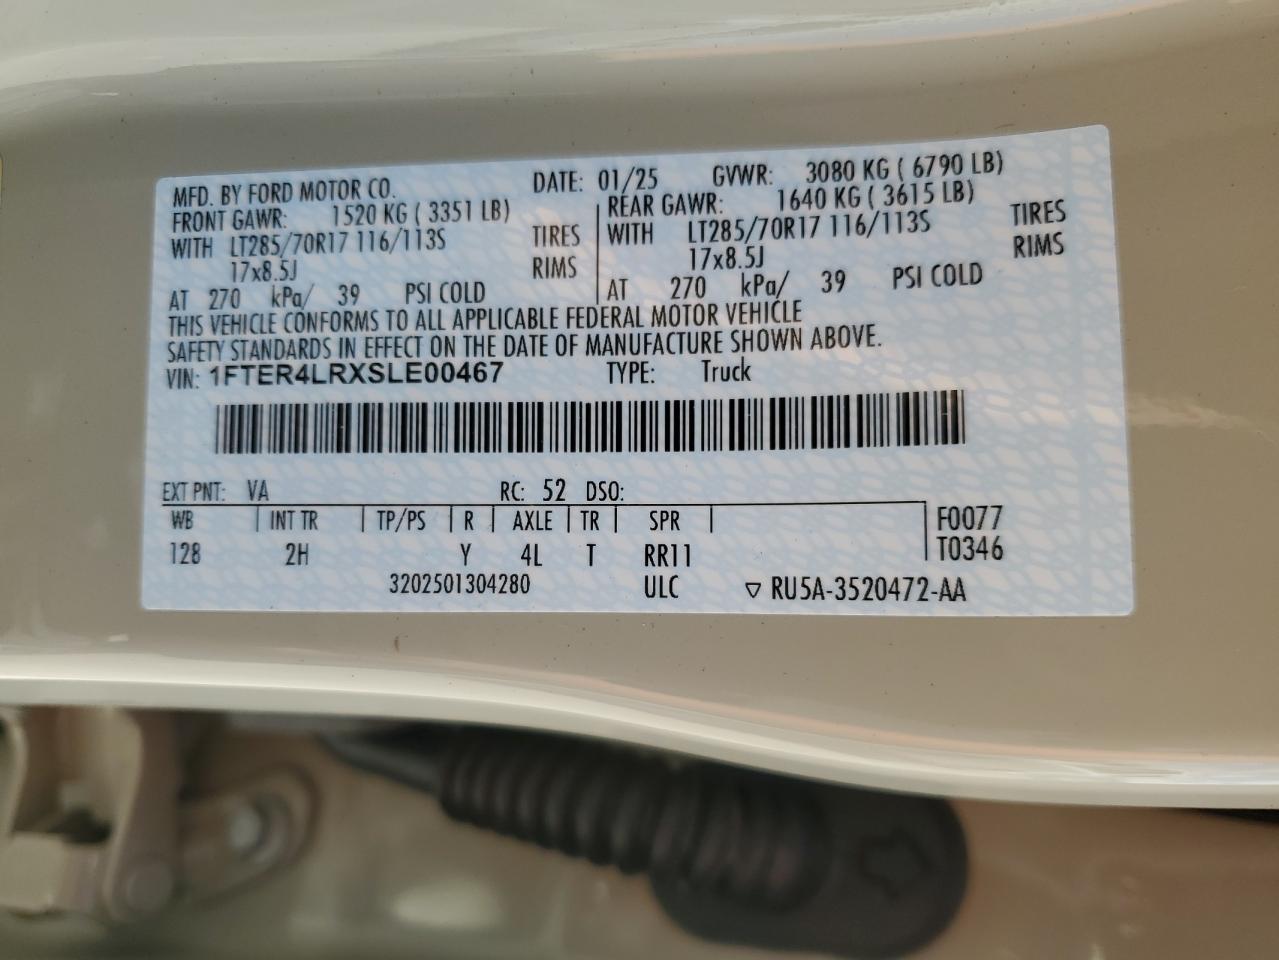 MFD. BY FORD MOTOR CO. DATE: 01/25 GVWR: 3080 KG ( 6790 LB)
FRONT GAWR: 1520 KG ( 3351 LB) REAR GAWR: 1640 KG ( 3615 LB)
WITH LT285/70R17 116/113S TIRES WITH LT285/70R17 116/113S TIRES
17x8.5J RIMS 17x8.5J RIMS
AT 270 kPa/ 39 PSI COLD AT 270 kPa/ 39 PSI COLD
THIS VEHICLE CONFORMS TO ALL APPLICABLE FEDERAL MOTOR VEHICLE
SAFETY STANDARDS IN EFFECT ON THE DATE OF MANUFACTURE SHOWN ABOVE.
VIN: 1FTER4LRXSLE00467 TYPE: Truck
EXT PNT: VA RC: 52 DSO:
WB INT TR TP/PS R AXLE TR SPR F0077
128 2H Y 4L T RR11 T0346
3202501304280 ULC ▽ RU5A-3520472-AA